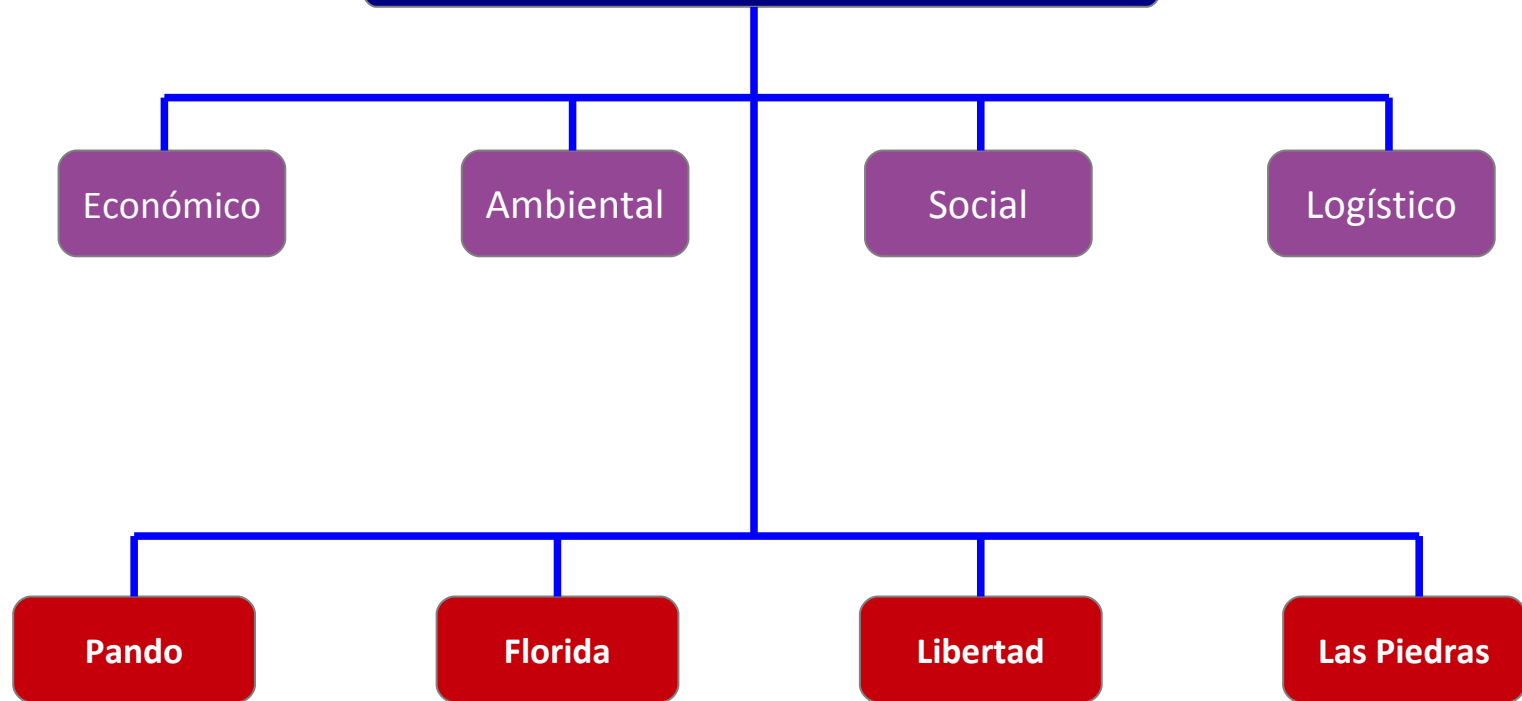 Económico
Ambiental
Social
Logístico
Pando
Florida
Libertad
Las Piedras